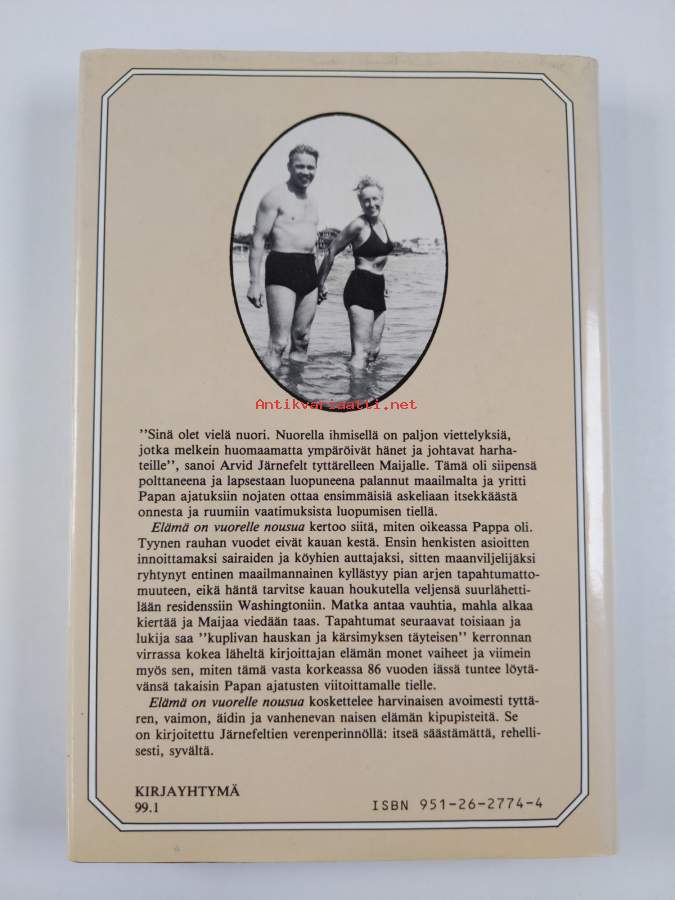 Antikvariaatti.net
"Sinä olet vielä nuori. Nuorella ihmisellä on paljon viettelyksiä,
jotka melkein huomaamatta ympäröivät hänet ja johtavat harha-
teille", sanoi Arvid Järnefelt tyttärelleen Maijalle. Tämä oli siipensä
polttaneena ja lapsestaan luopuneena palannut maailmalta ja yritti
Papan ajatuksiin nojaten ottaa ensimmäisiä askeliaan itsekkäästä
onnesta ja ruumiin vaatimuksista luopumisen tiellä.
Elämä on vuorelle nousua kertoo siitä, miten oikeassa Pappa oli.
Tyynen rauhan vuodet eivät kauan kestä. Ensin henkisten asioitten
innoittamaksi sairaiden ja köyhien auttajaksi, sitten maanviljelijäksi
ryhtynyt entinen maailmannainen kyllästyy pian arjen tapahtumatto-
muuteen, eikä häntä tarvitse kauan houkutella veljensä suurlähetti-
lään residenssiin Washingtoniin. Matka antaa vauhtia, mahla alkaa
kiertää ja Maijaa viedään taas. Tapahtumat seuraavat toisiaan ja
lukija saa "kuplivan hauskan ja kärsimyksen täyteisen" kerronnan
virrassa kokea läheltä kirjoittajan elämän monet vaiheet ja viimein
myös sen, miten tämä vasta korkeassa 86 vuoden iässä tuntee löytä-
vänsä takaisin Papan ajatusten viitoittamalle tielle.
Elämä on vuorelle nousua koskettelee harvinaisen avoimesti tyttä-
ren, vaimon, äidin ja vanhenevan naisen elämän kipupisteitä. Se
on kirjoitettu Järnefeltien verenperinnöllä: itseä säästämättä, rehelli-
sesti, syvältä.
KIRJAYHTYMÄ
99.1
ISBN 951-26-2774-4